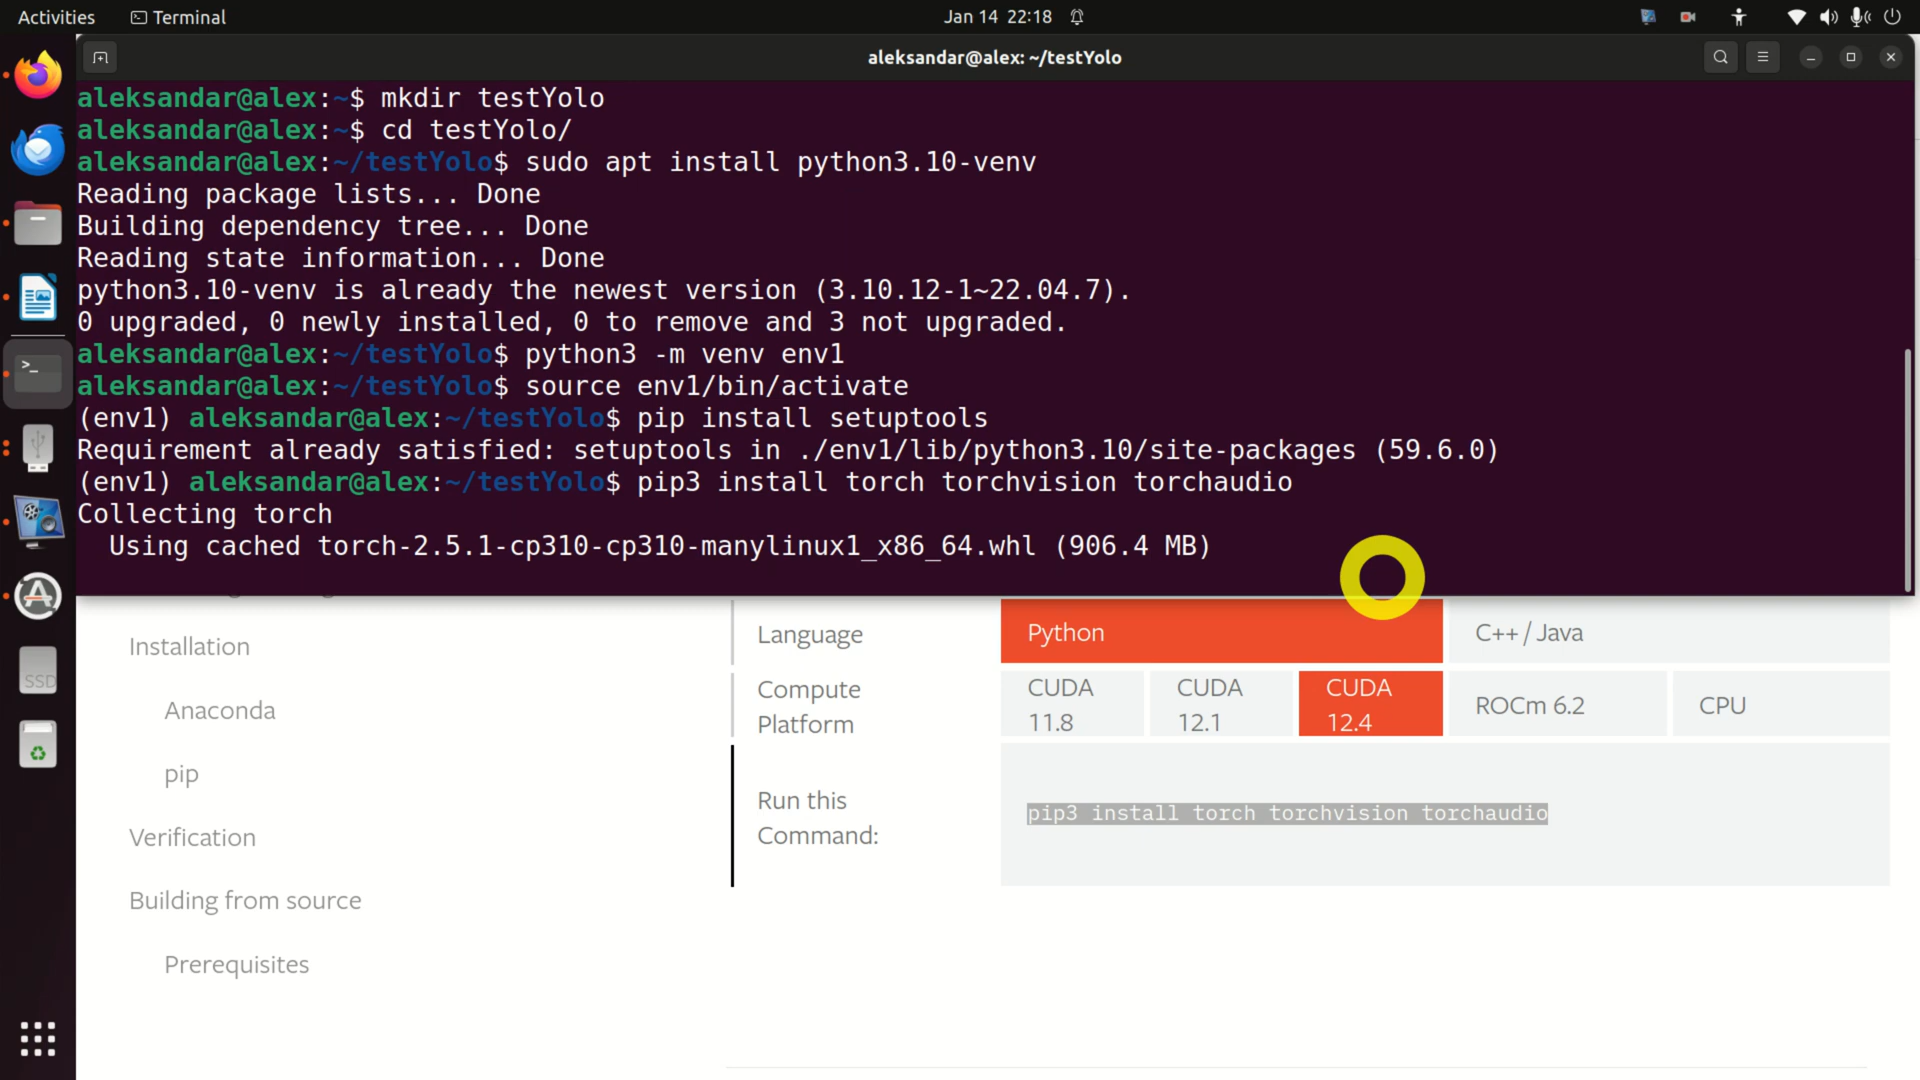 Activities
Terminal
Jan 14 22:18
aleksandar@alex: ~/testYolo
aleksandar@alex:~$ mkdir testYolo
aleksandar@alex:~$ cd testYolo/
aleksandar@alex:~/testYolo$ sudo apt install python3.10-venv
Reading package lists... Done
Building dependency tree... Done
Reading state information... Done
python3.10-venv is already the newest version (3.10.12-1~22.04.7).
0 upgraded, 0 newly installed, 0 to remove and 3 not upgraded.
aleksandar@alex:~/testYolo$ python3 -m venv env1
aleksandar@alex:~/testYolo$ source env1/bin/activate
(env1) aleksandar@alex:~/testYolo$ pip install setuptools
Requirement already satisfied: setuptools in ./env1/lib/python3.10/site-packages (59.6.0)
(env1) aleksandar@alex:~/testYolo$ pip3 install torch torchvision torchaudio
Collecting torch
Using cached torch-2.5.1-cp310-cp310-manylinux1_x86_64.whl (906.4 MB)
SSD
Installation
Anaconda
pip
Verification
Building from source
Prerequisites
Language
Python
C++ / Java
Compute
Platform
CUDA
11.8
CUDA
12.1
CUDA
12.4
ROCm 6.2
CPU
Run this
Command:
pip3 install torch torchvision torchaudio